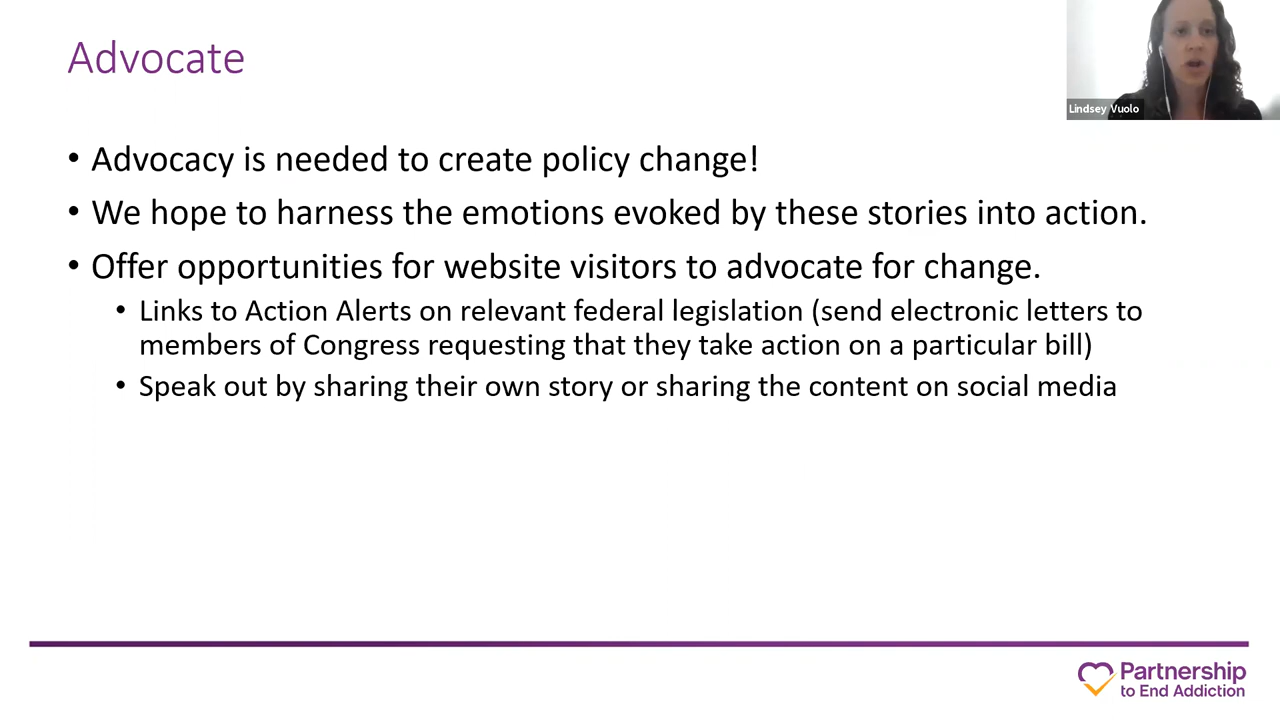 Advocate
Lindsey Vuolo
• Advocacy is needed to create policy change!
• We hope to harness the emotions evoked by these stories into action.
• Offer opportunities for website visitors to advocate for change.
• Links to Action Alerts on relevant federal legislation (send electronic letters to
members of Congress requesting that they take action on a particular bill)
• Speak out by sharing their own story or sharing the content on social media
Partnership
to End Addiction